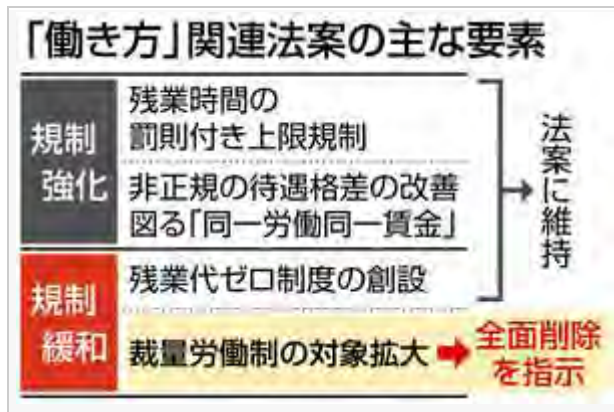 「働き方」関連法案の主な要素
規制
強化
残業時間の
罰則付き上限規制
非正規の待遇格差の改善
図る「同一労働同一賃金」
規制
緩和
残業代ゼロ制度の創設
裁量労働制の対象拡大
法案に維持
全面削除
を指示